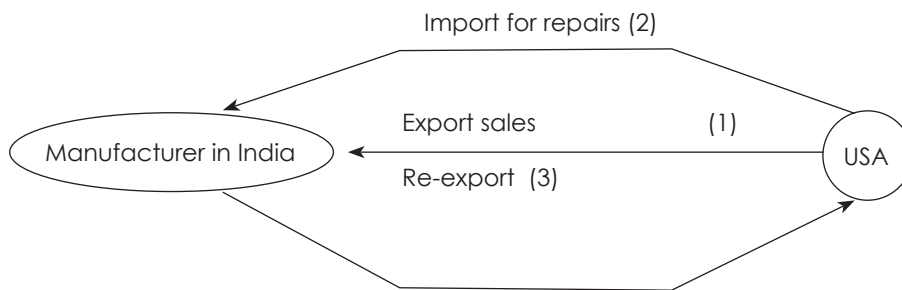 Import for repairs (2)
Export sales (1)
Manufacturer in India
USA
Re-export (3)